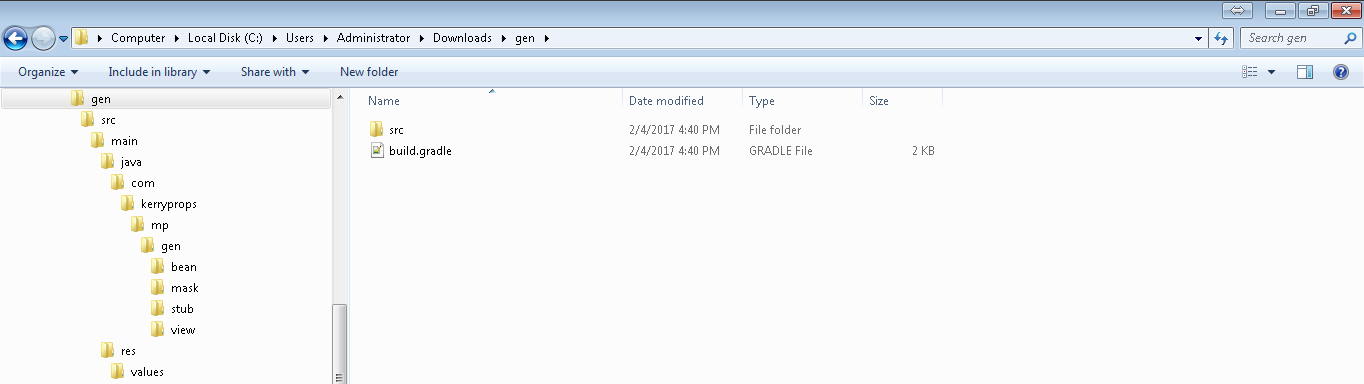 Computer Local Disk (C:) Users Administrator Downloads gen Search gen
Organize Include in library Share with New folder
gen
src
main
java
com
kerryprops
mp
gen
bean
mask
stub
view
res
values
Name Date modified Type Size
src 2/4/2017 4:40 PM File folder
build.gradle 2/4/2017 4:40 PM GRADLE File 2 KB